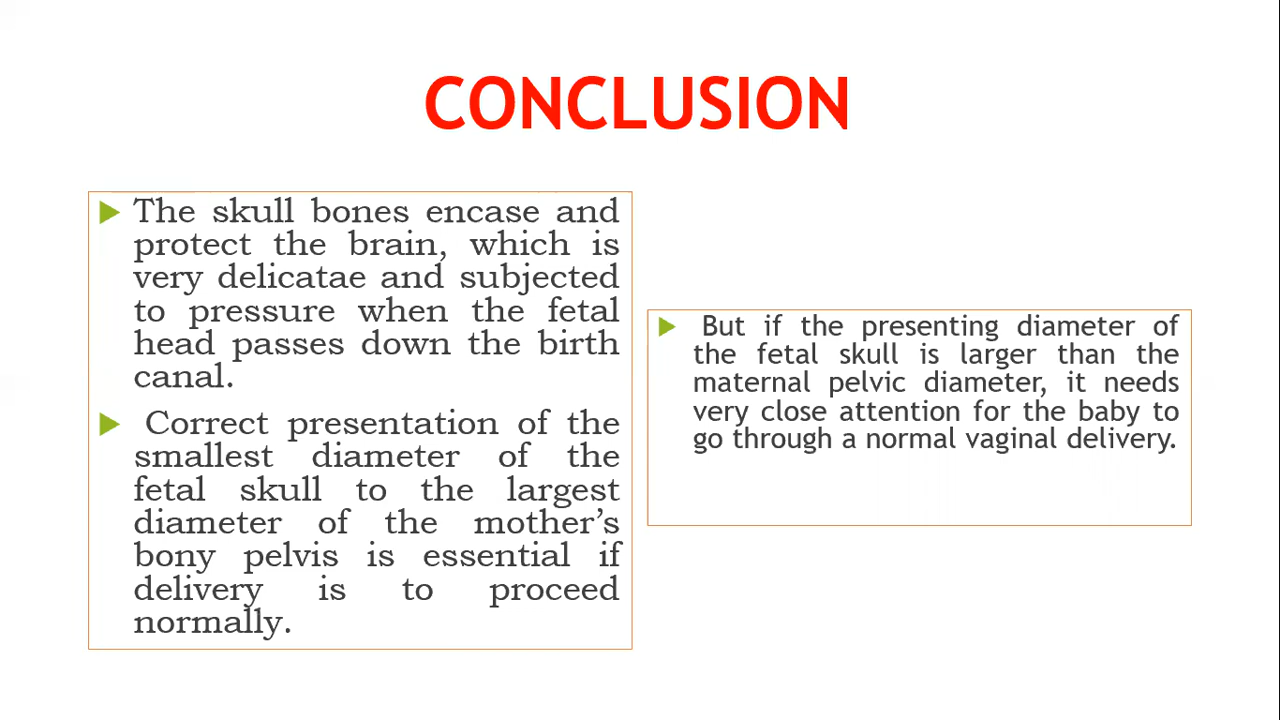 CONCLUSION
The skull bones encase and
protect the brain, which is
very delicatae and subjected
to pressure when the fetal
head passes down the birth
canal.
Correct presentation of the
smallest diameter of the
fetal skull to the largest
diameter of the mother’s
bony pelvis is essential if
delivery is to proceed
normally.
But if the presenting diameter of
the fetal skull is larger than the
maternal pelvic diameter, it needs
very close attention for the baby to
go through a normal vaginal delivery.